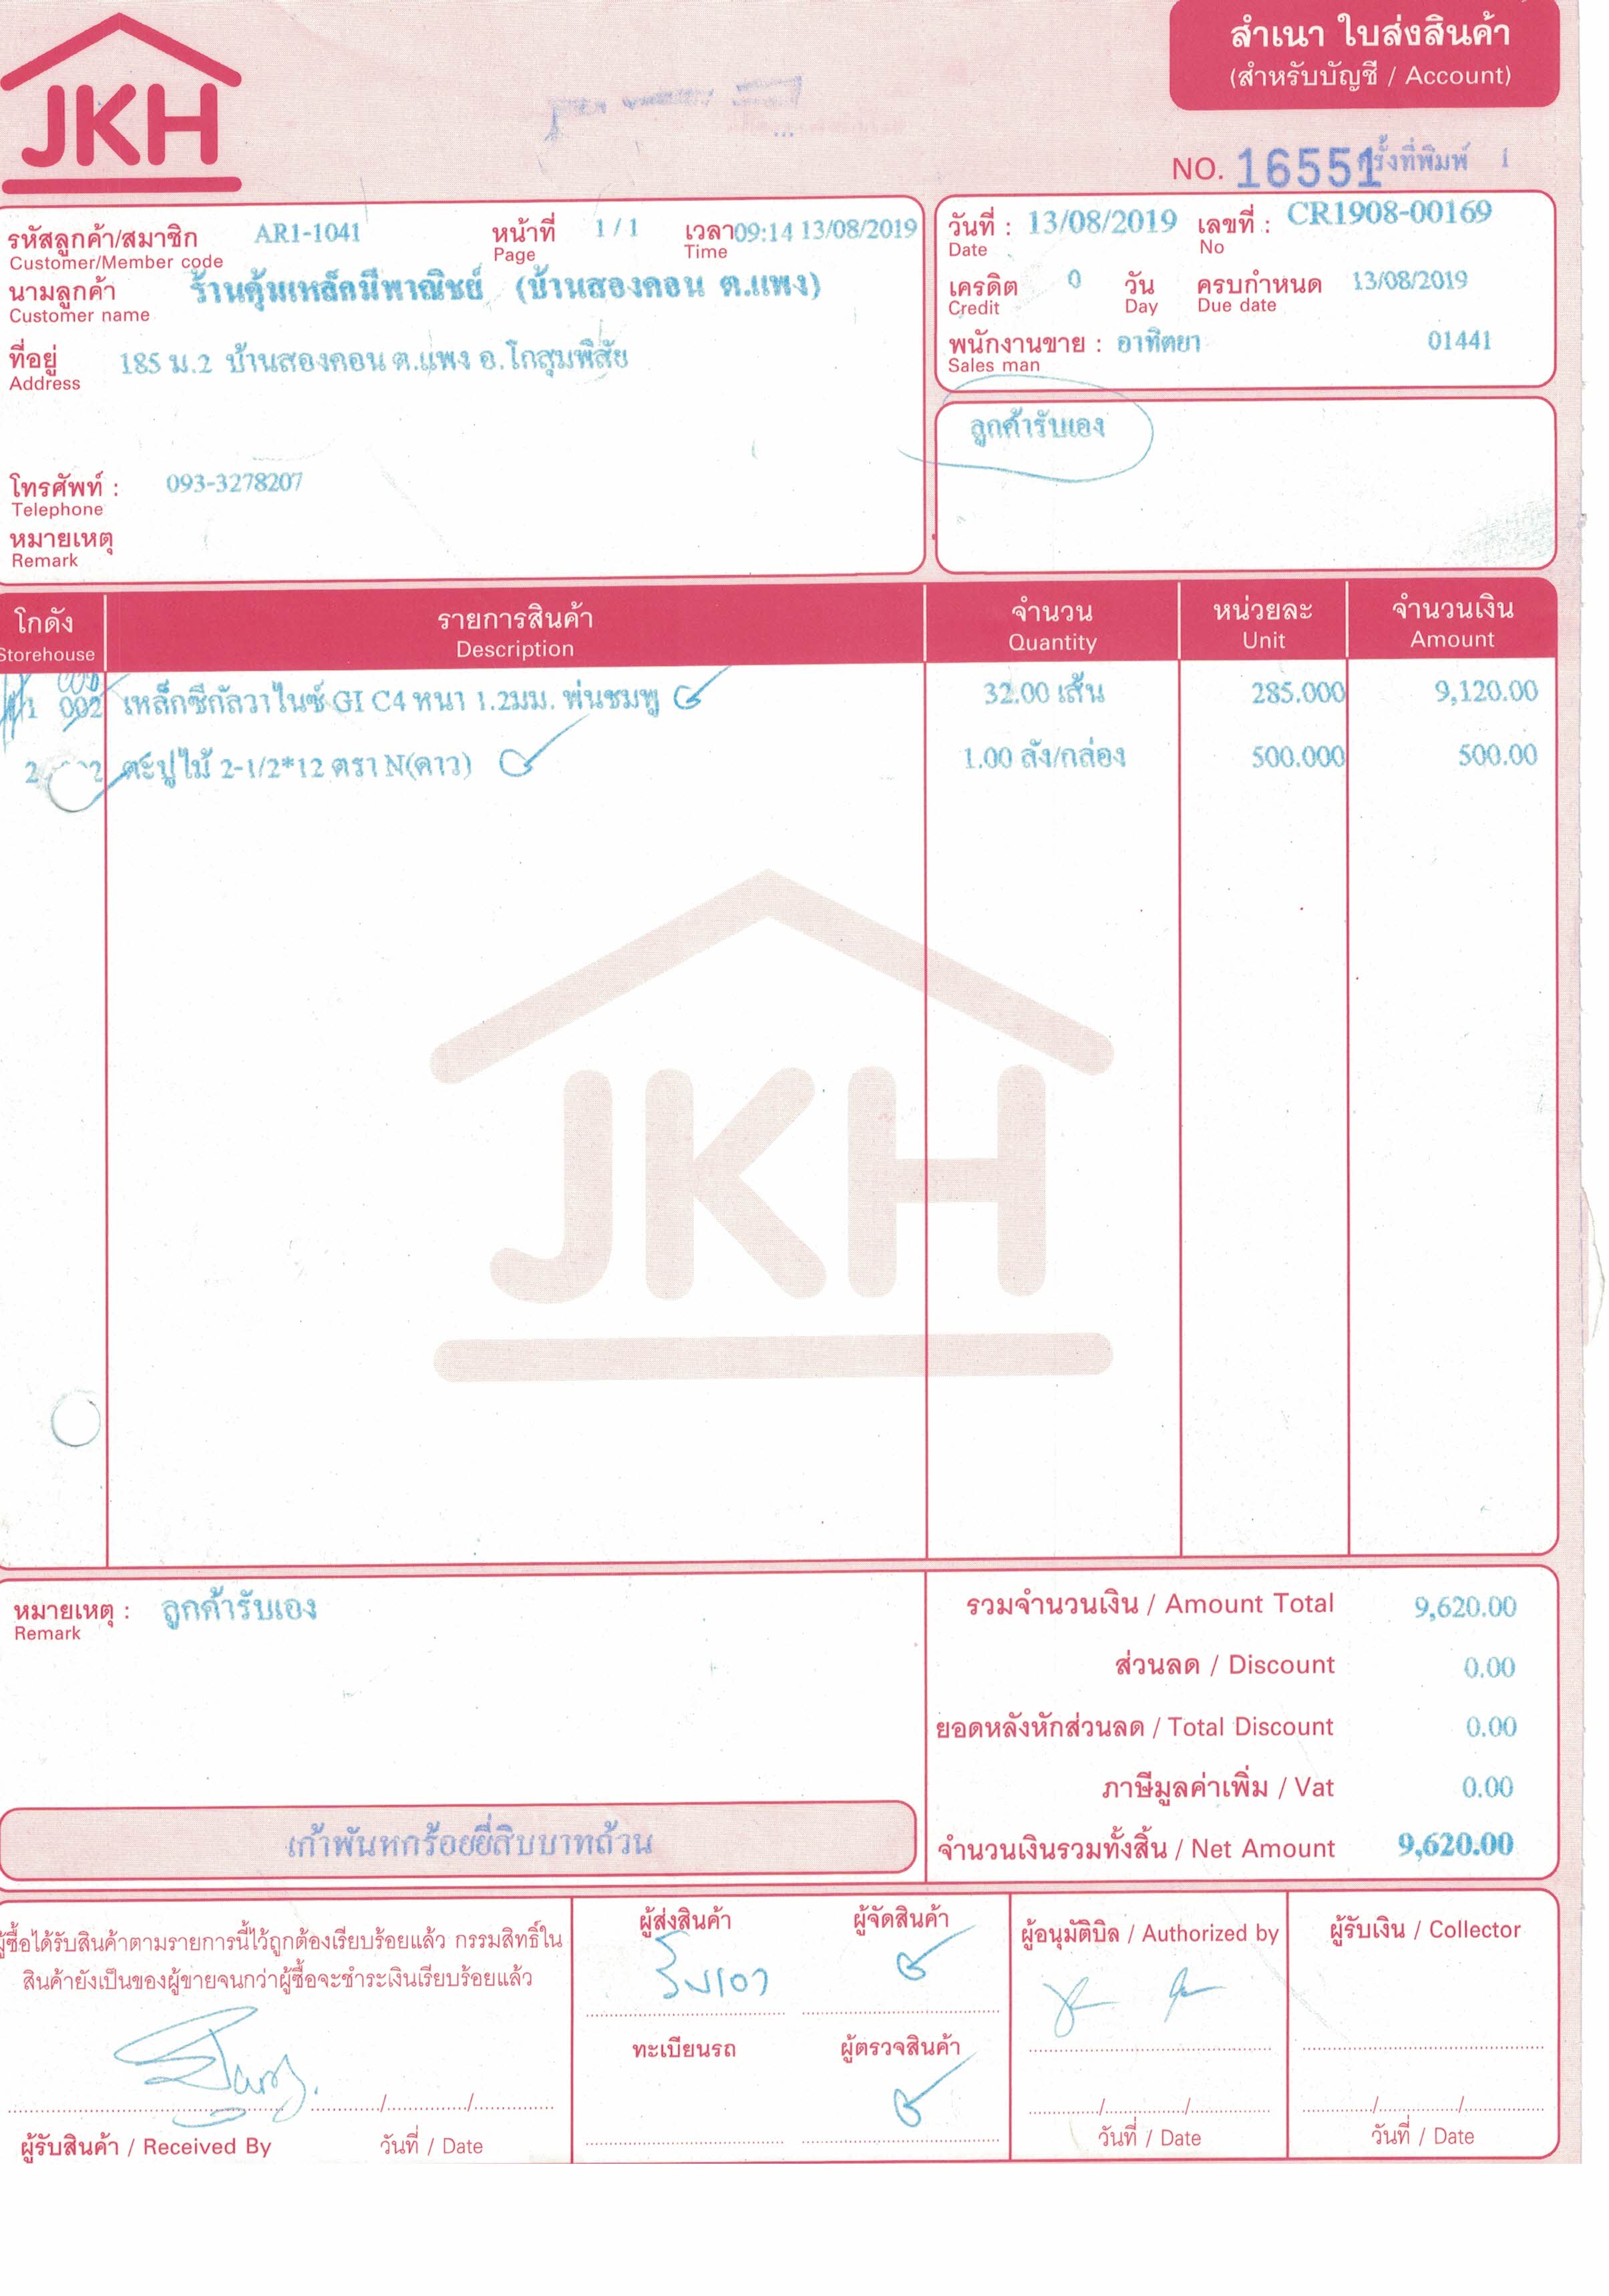 JKH
สำเนา ใบส่งสินค้า
(สำหรับบัญชี / Account)
NO. 16551 ครั้งที่พิมพ์ 1
รหัสลูกค้า/สมาชิก AR1-1041 หน้าที่ 1 / 1 เวลา 09:14 13/08/2019
Customer/Member code Page Time
นามลูกค้า ร้านคุ้มเหล็กมีพาณิชย์ (บ้านสองคอน ต.แพง)
Customer name
ที่อยู่ 185 ม.2 บ้านสองคอน ต.แพง อ.โกสุมพิสัย
Address
โทรศัพท์ : 093-3278207
Telephone
หมายเหตุ
Remark
วันที่ : 13/08/2019 เลขที่ : CR1908-00169
Date No
เครดิต 0 วัน ครบกำหนด 13/08/2019
Credit Day Due date
พนักงานขาย : อาทิตยา 01441
Sales man
ลูกค้ารับเอง
โกดัง รายการสินค้า จำนวน หน่วยละ จำนวนเงิน
Storehouse Description Quantity Unit Amount
1 002 เหล็กซีกัลวาไนซ์ GI C4 หนา 1.2มม. พ่นชมพู 32.00 เส้น 285.000 9,120.00
2 ตะปูไม้ 2-1/2*12 ตรา N(ดาว) 1.00 ลัง/กล่อง 500.000 500.00
JKH
หมายเหตุ : ลูกค้ารับเอง
Remark
รวมจำนวนเงิน / Amount Total 9,620.00
ส่วนลด / Discount 0.00
ยอดหลังหักส่วนลด / Total Discount 0.00
ภาษีมูลค่าเพิ่ม / Vat 0.00
เก้าพันหกร้อยยี่สิบบาทถ้วน
จำนวนเงินรวมทั้งสิ้น / Net Amount 9,620.00
ผู้ซื้อได้รับสินค้าตามรายการนี้ไว้ถูกต้องเรียบร้อยแล้ว กรรมสิทธิ์ใน
สินค้ายังเป็นของผู้ขายจนกว่าผู้ซื้อจะชำระเงินเรียบร้อยแล้ว
ผู้รับสินค้า / Received By วันที่ / Date
ผู้ส่งสินค้า ผู้จัดสินค้า
รับเอง
ทะเบียนรถ ผู้ตรวจสินค้า
ผู้อนุมัติบิล / Authorized by
วันที่ / Date
ผู้รับเงิน / Collector
วันที่ / Date